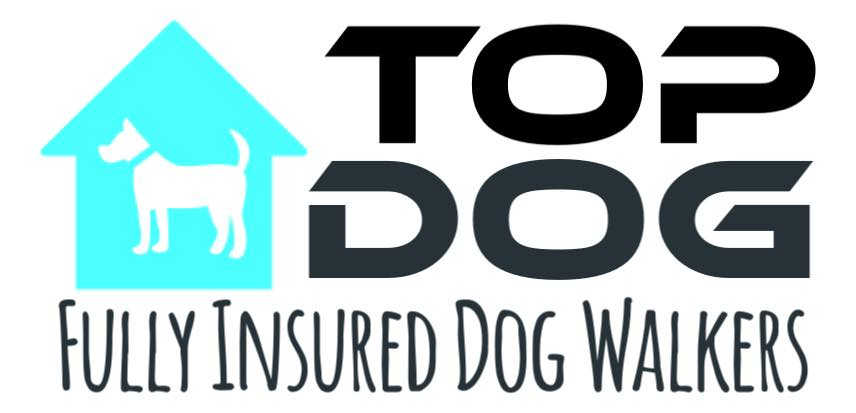 TOP
DOG
FULLY INSURED DOG WALKERS